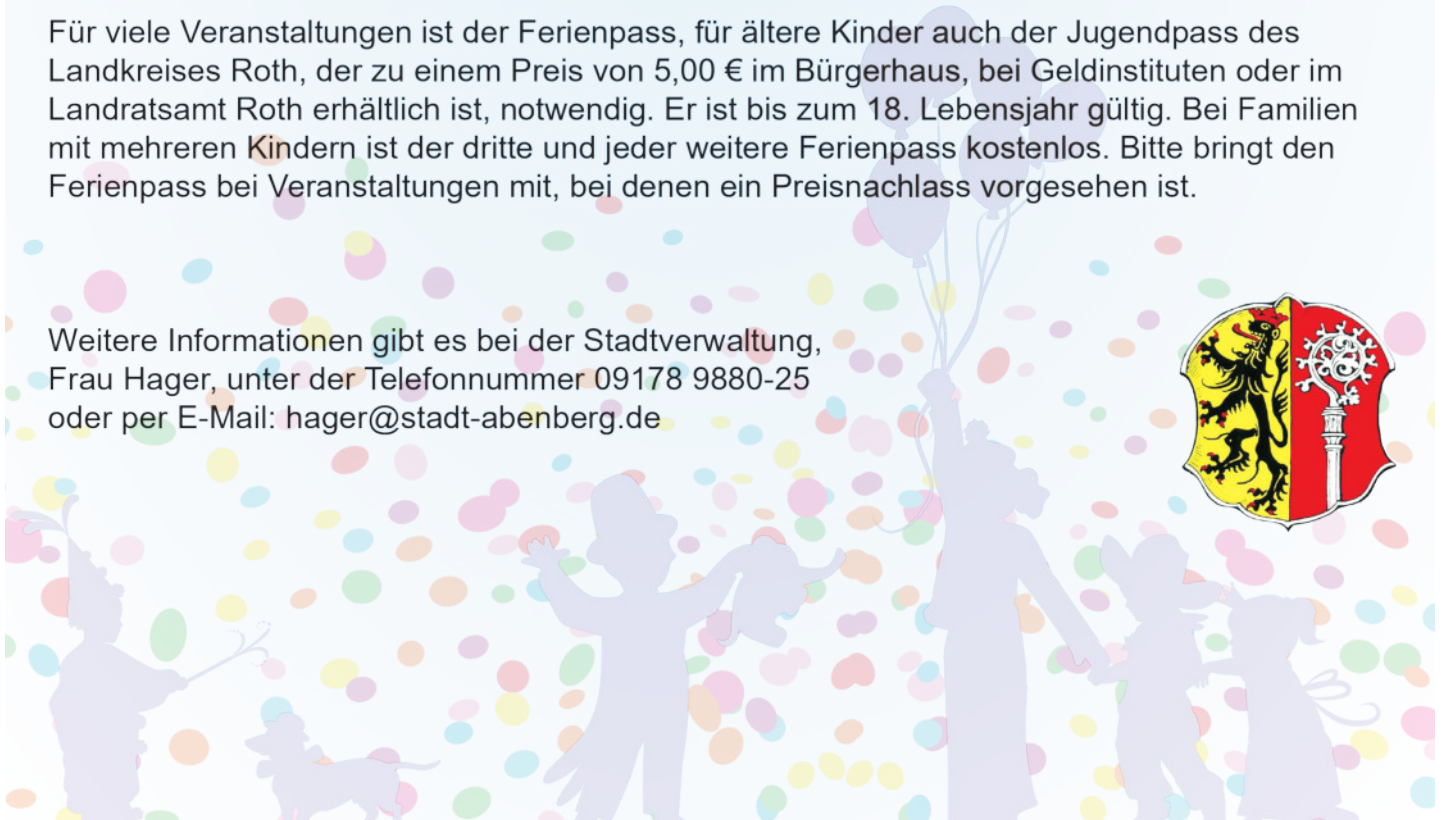 Für viele Veranstaltungen ist der Ferienpass, für ältere Kinder auch der Jugendpass des
Landkreises Roth, der zu einem Preis von 5,00 € im Bürgerhaus, bei Geldinstituten oder im
Landratsamt Roth erhältlich ist, notwendig. Er ist bis zum 18. Lebensjahr gültig. Bei Familien
mit mehreren Kindern ist der dritte und jeder weitere Ferienpass kostenlos. Bitte bringt den
Ferienpass bei Veranstaltungen mit, bei denen ein Preisnachlass vorgesehen ist.
Weitere Informationen gibt es bei der Stadtverwaltung,
Frau Hager, unter der Telefonnummer 09178 9880-25
oder per E-Mail: hager@stadt-abenberg.de